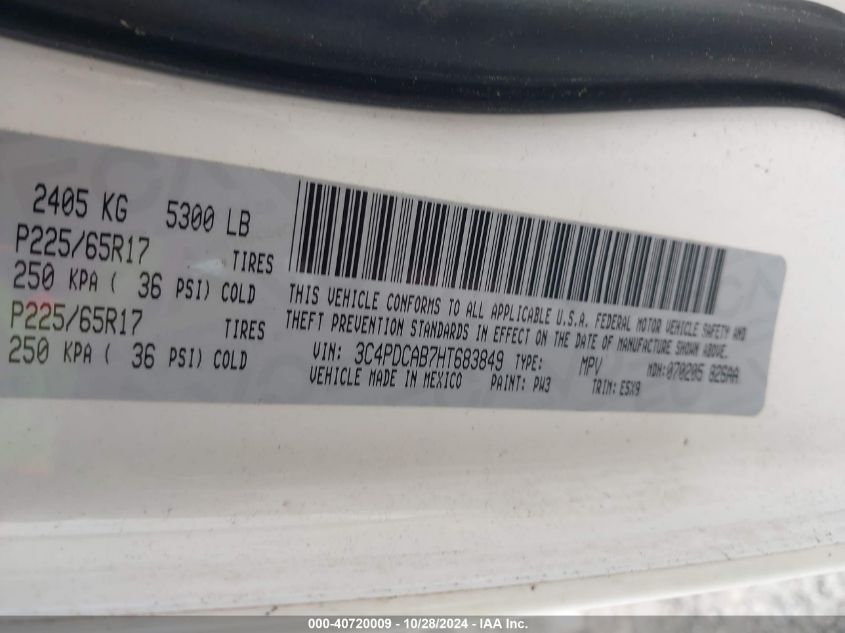 2405 KG 5300 LB
P225/65R17 TIRES
250 KPA ( 36 PSI) COLD
P225/65R17 TIRES
250 KPA ( 36 PSI) COLD
THIS VEHICLE CONFORMS TO ALL APPLICABLE U.S.A. FEDERAL MOTOR VEHICLE SAFETY AND
THEFT PREVENTION STANDARDS IN EFFECT ON THE DATE OF MANUFACTURE SHOWN ABOVE.
VIN: 3C4PDCAB7HT683849 TYPE: MPV MDH: 070205 826AA
VEHICLE MADE IN MEXICO PAINT: PW3 TRIM: E5X9
000-40720009 - 10/28/2024 - IAA Inc.